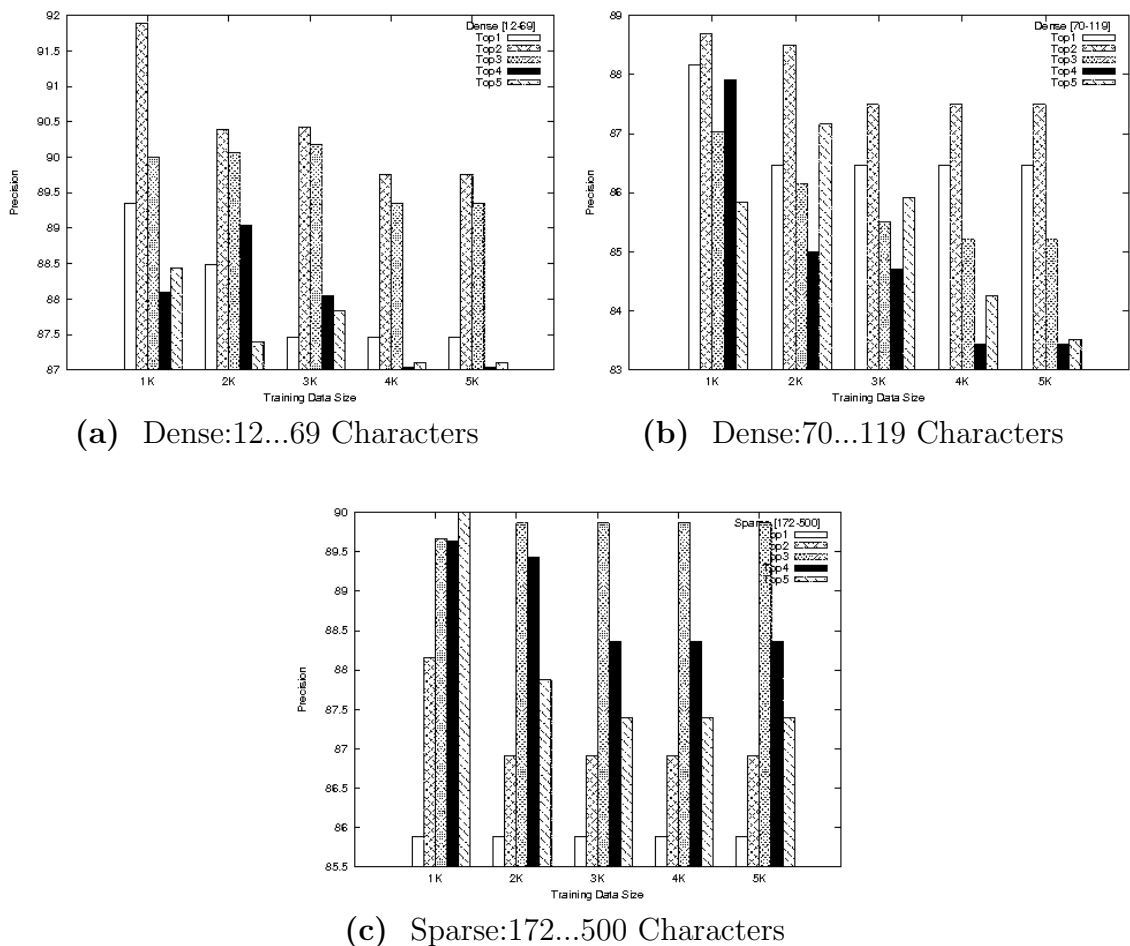 92
91.5
91
90.5
90
89.5
89
88.5
88
87.5
87
Precision
Dense [12-69]
Top1
Top2
Top3
Top4
Top5
1K 2K 3K 4K 5K
Training Data Size
(a) Dense:12...69 Characters
89
88
87
86
85
84
83
Precision
Dense [70-119]
Top1
Top2
Top3
Top4
Top5
1K 2K 3K 4K 5K
Training Data Size
(b) Dense:70...119 Characters
90
89.5
89
88.5
88
87.5
87
86.5
86
85.5
Precision
Sparse [172-500]
Top1
Top2
Top3
Top4
Top5
1K 2K 3K 4K 5K
Training Data Size
(c) Sparse:172...500 Characters